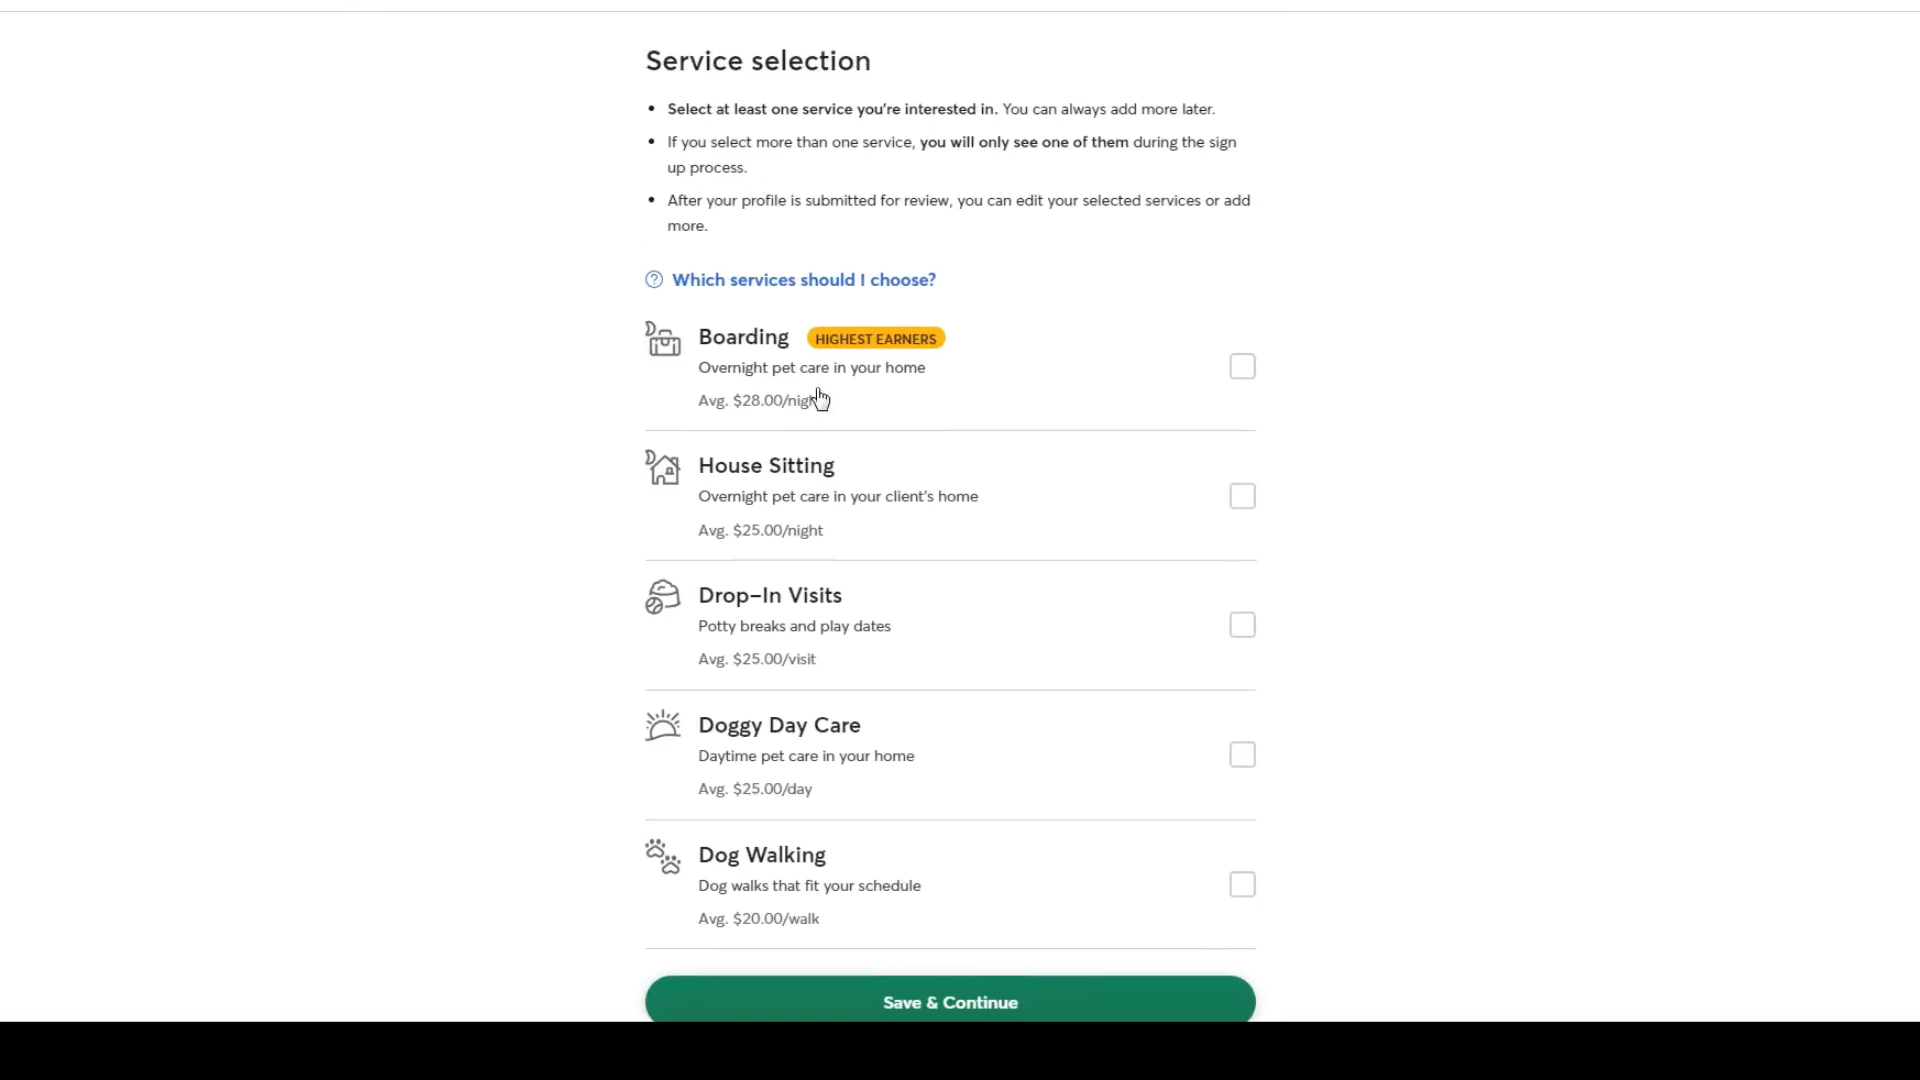 Service selection
• Select at least one service you're interested in. You can always add more later.
• If you select more than one service, you will only see one of them during the sign
up process.
• After your profile is submitted for review, you can edit your selected services or add
more.
Which services should I choose?
Boarding HIGHEST EARNERS
Overnight pet care in your home
Avg. $28.00/nigh
House Sitting
Overnight pet care in your client's home
Avg. $25.00/night
Drop-In Visits
Potty breaks and play dates
Avg. $25.00/visit
Doggy Day Care
Daytime pet care in your home
Avg. $25.00/day
Dog Walking
Dog walks that fit your schedule
Avg. $20.00/walk
Save & Continue